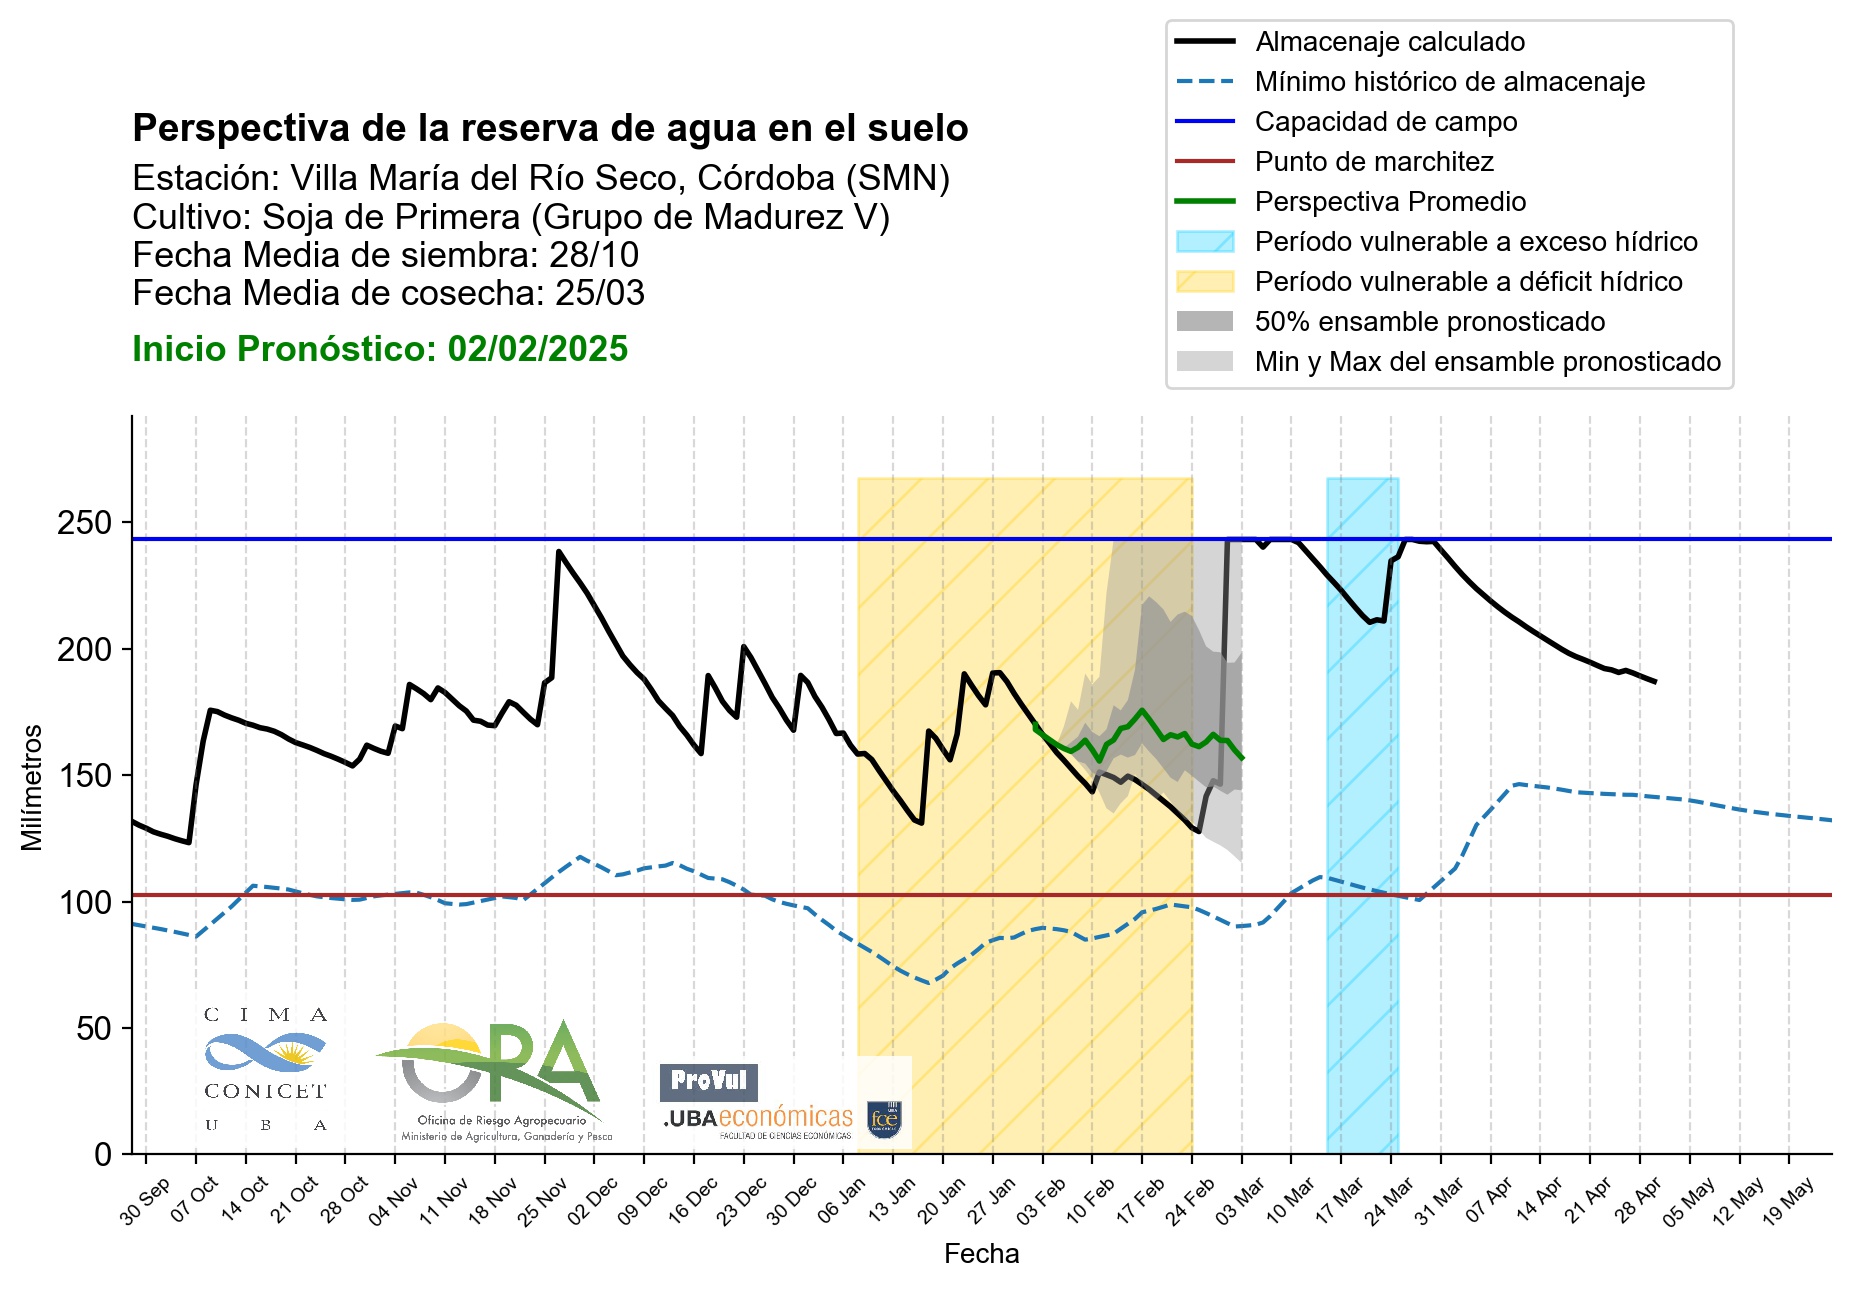 Almacenaje calculado
Mínimo histórico de almacenaje
Capacidad de campo
Punto de marchitez
Perspectiva Promedio
Período vulnerable a exceso hídrico
Período vulnerable a déficit hídrico
50% ensamble pronosticado
Min y Max del ensamble pronosticado
Perspectiva de la reserva de agua en el suelo
Estación: Villa María del Río Seco, Córdoba (SMN)
Cultivo: Soja de Primera (Grupo de Madurez V)
Fecha Media de siembra: 28/10
Fecha Media de cosecha: 25/03
Inicio Pronóstico: 02/02/2025
Milímetros
250
200
150
100
50
0
CIMA
CONICET
UBA
ORA
Oficina de Riesgo Agropecuario
Ministerio de Agricultura, Ganadería y Pesca
ProVul
.UBAeconómicas
FACULTAD DE CIENCIAS ECONÓMICAS
fce
30 Sep
07 Oct
14 Oct
21 Oct
28 Oct
04 Nov
11 Nov
18 Nov
25 Nov
02 Dec
09 Dec
16 Dec
23 Dec
30 Dec
06 Jan
13 Jan
20 Jan
27 Jan
03 Feb
10 Feb
17 Feb
24 Feb
03 Mar
10 Mar
17 Mar
24 Mar
31 Mar
07 Apr
14 Apr
21 Apr
28 Apr
05 May
12 May
19 May
Fecha